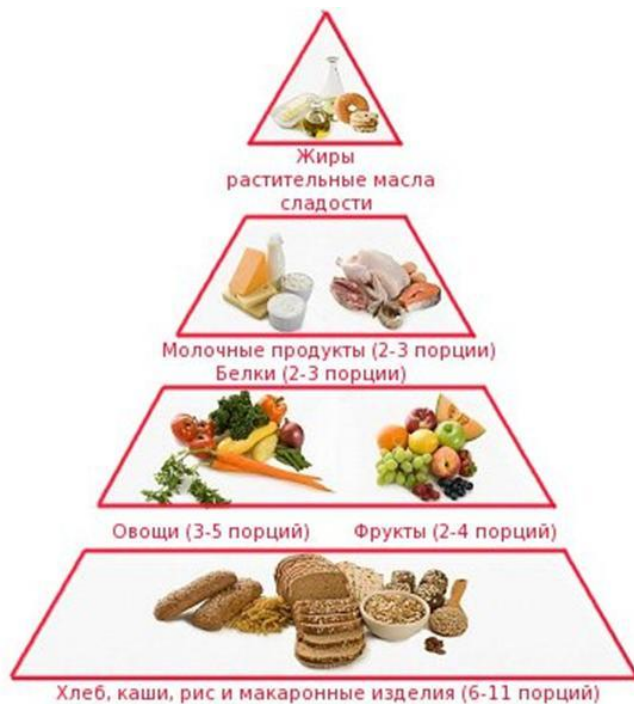 Жиры
растительные масла
сладости
Молочные продукты (2-3 порции)
Белки (2-3 порции)
Овощи (3-5 порций)
Фрукты (2-4 порций)
Хлеб, каши, рис и макаронные изделия (6-11 порций)